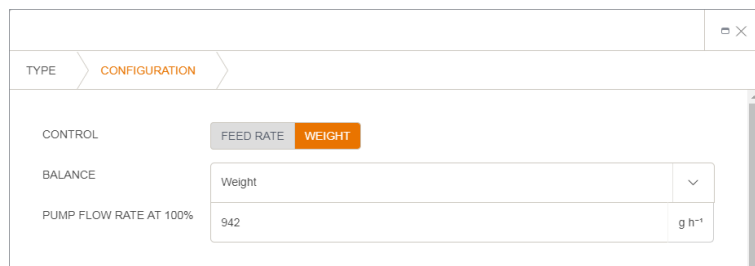 TYPE CONFIGURATION
CONTROL FEED RATE WEIGHT
BALANCE Weight
PUMP FLOW RATE AT 100% 942 g h⁻¹